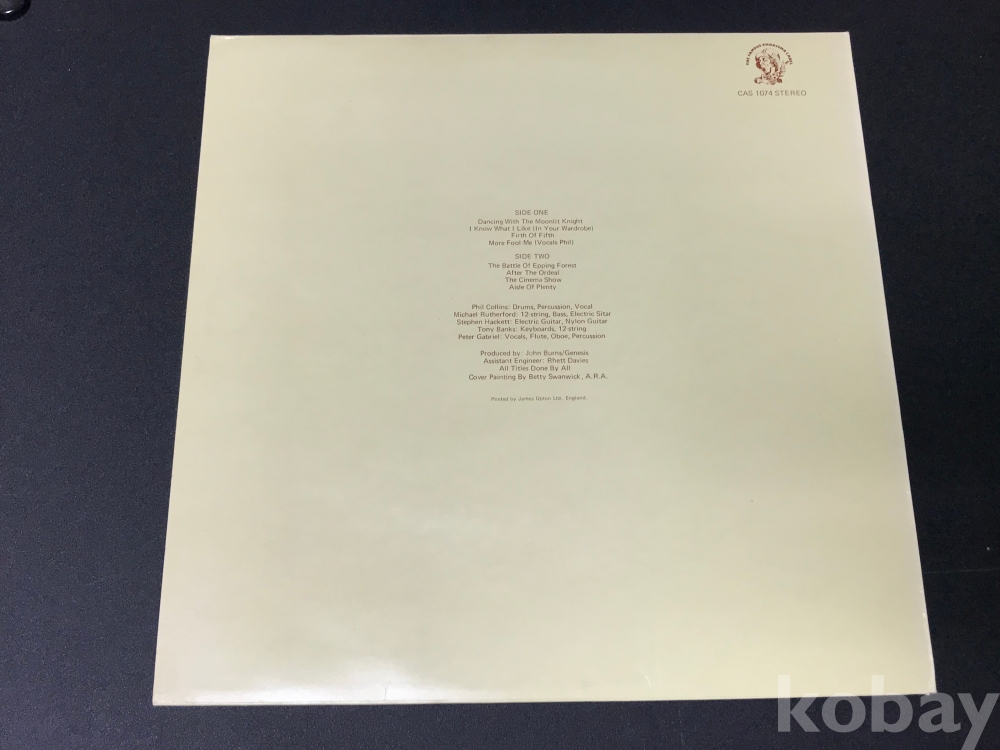 THE FAMOUS CHARISMA LABEL
CAS 1074 STEREO
SIDE ONE
Dancing With The Moonlit Knight
I Know What I Like (In Your Wardrobe)
Firth Of Fifth
More Fool Me (Vocals Phil)
SIDE TWO
The Battle Of Epping Forest
After The Ordeal
The Cinema Show
Aisle Of Plenty
Phil Collins: Drums, Percussion, Vocal
Michael Rutherford: 12-string, Bass, Electric Sitar
Stephen Hackett: Electric Guitar, Nylon Guitar
Tony Banks: Keyboards, 12-string
Peter Gabriel: Vocals, Flute, Oboe, Percussion
Produced by: John Burns/Genesis
Assistant Engineer: Rhett Davies
All Titles Done By All
Cover Painting By Betty Swanwick, A.R.A.
Printed by James Upton Ltd., England.
kobay